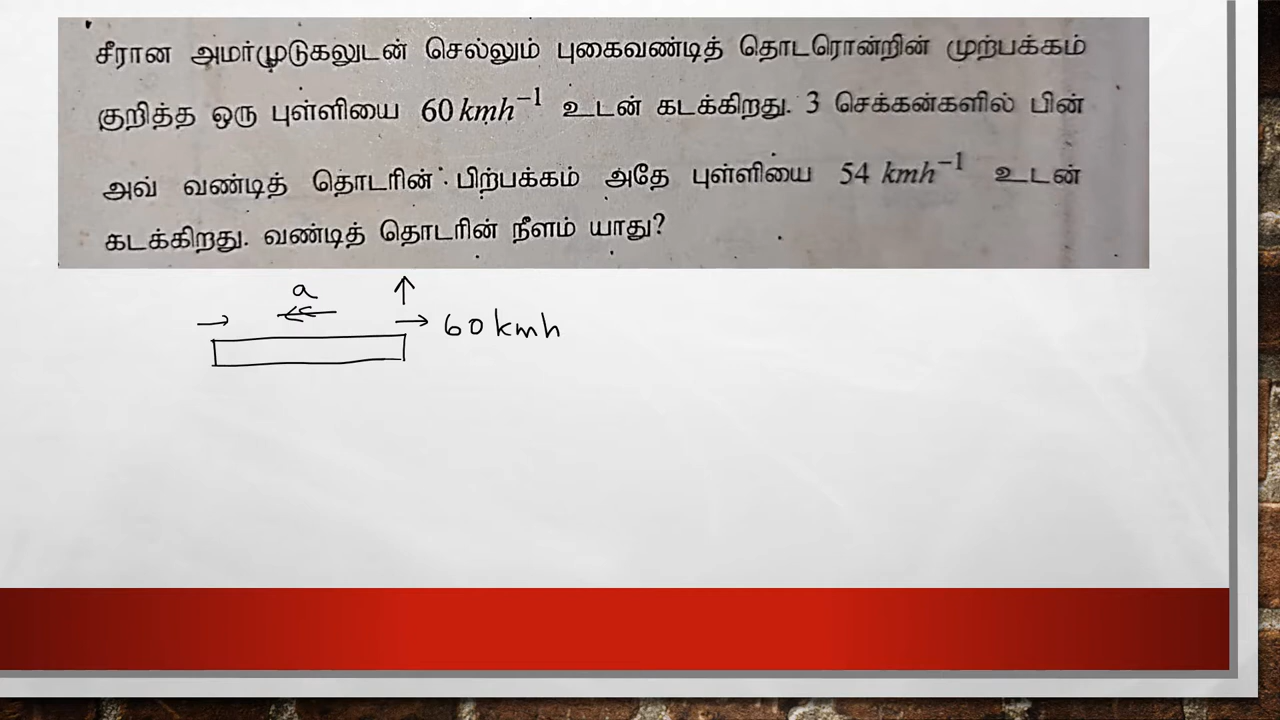 சீரான அமர்முடுகலுடன் செல்லும் புகைவண்டித் தொடரொன்றின் முற்பக்கம்
குறித்த ஒரு புள்ளியை 60 kmh⁻¹ உடன் கடக்கிறது. 3 செக்கன்களில் பின்
அவ் வண்டித் தொடரின் பிற்பக்கம் அதே புள்ளியை 54 kmh⁻¹ உடன்
கடக்கிறது. வண்டித் தொடரின் நீளம் யாது?
a
60 kmh